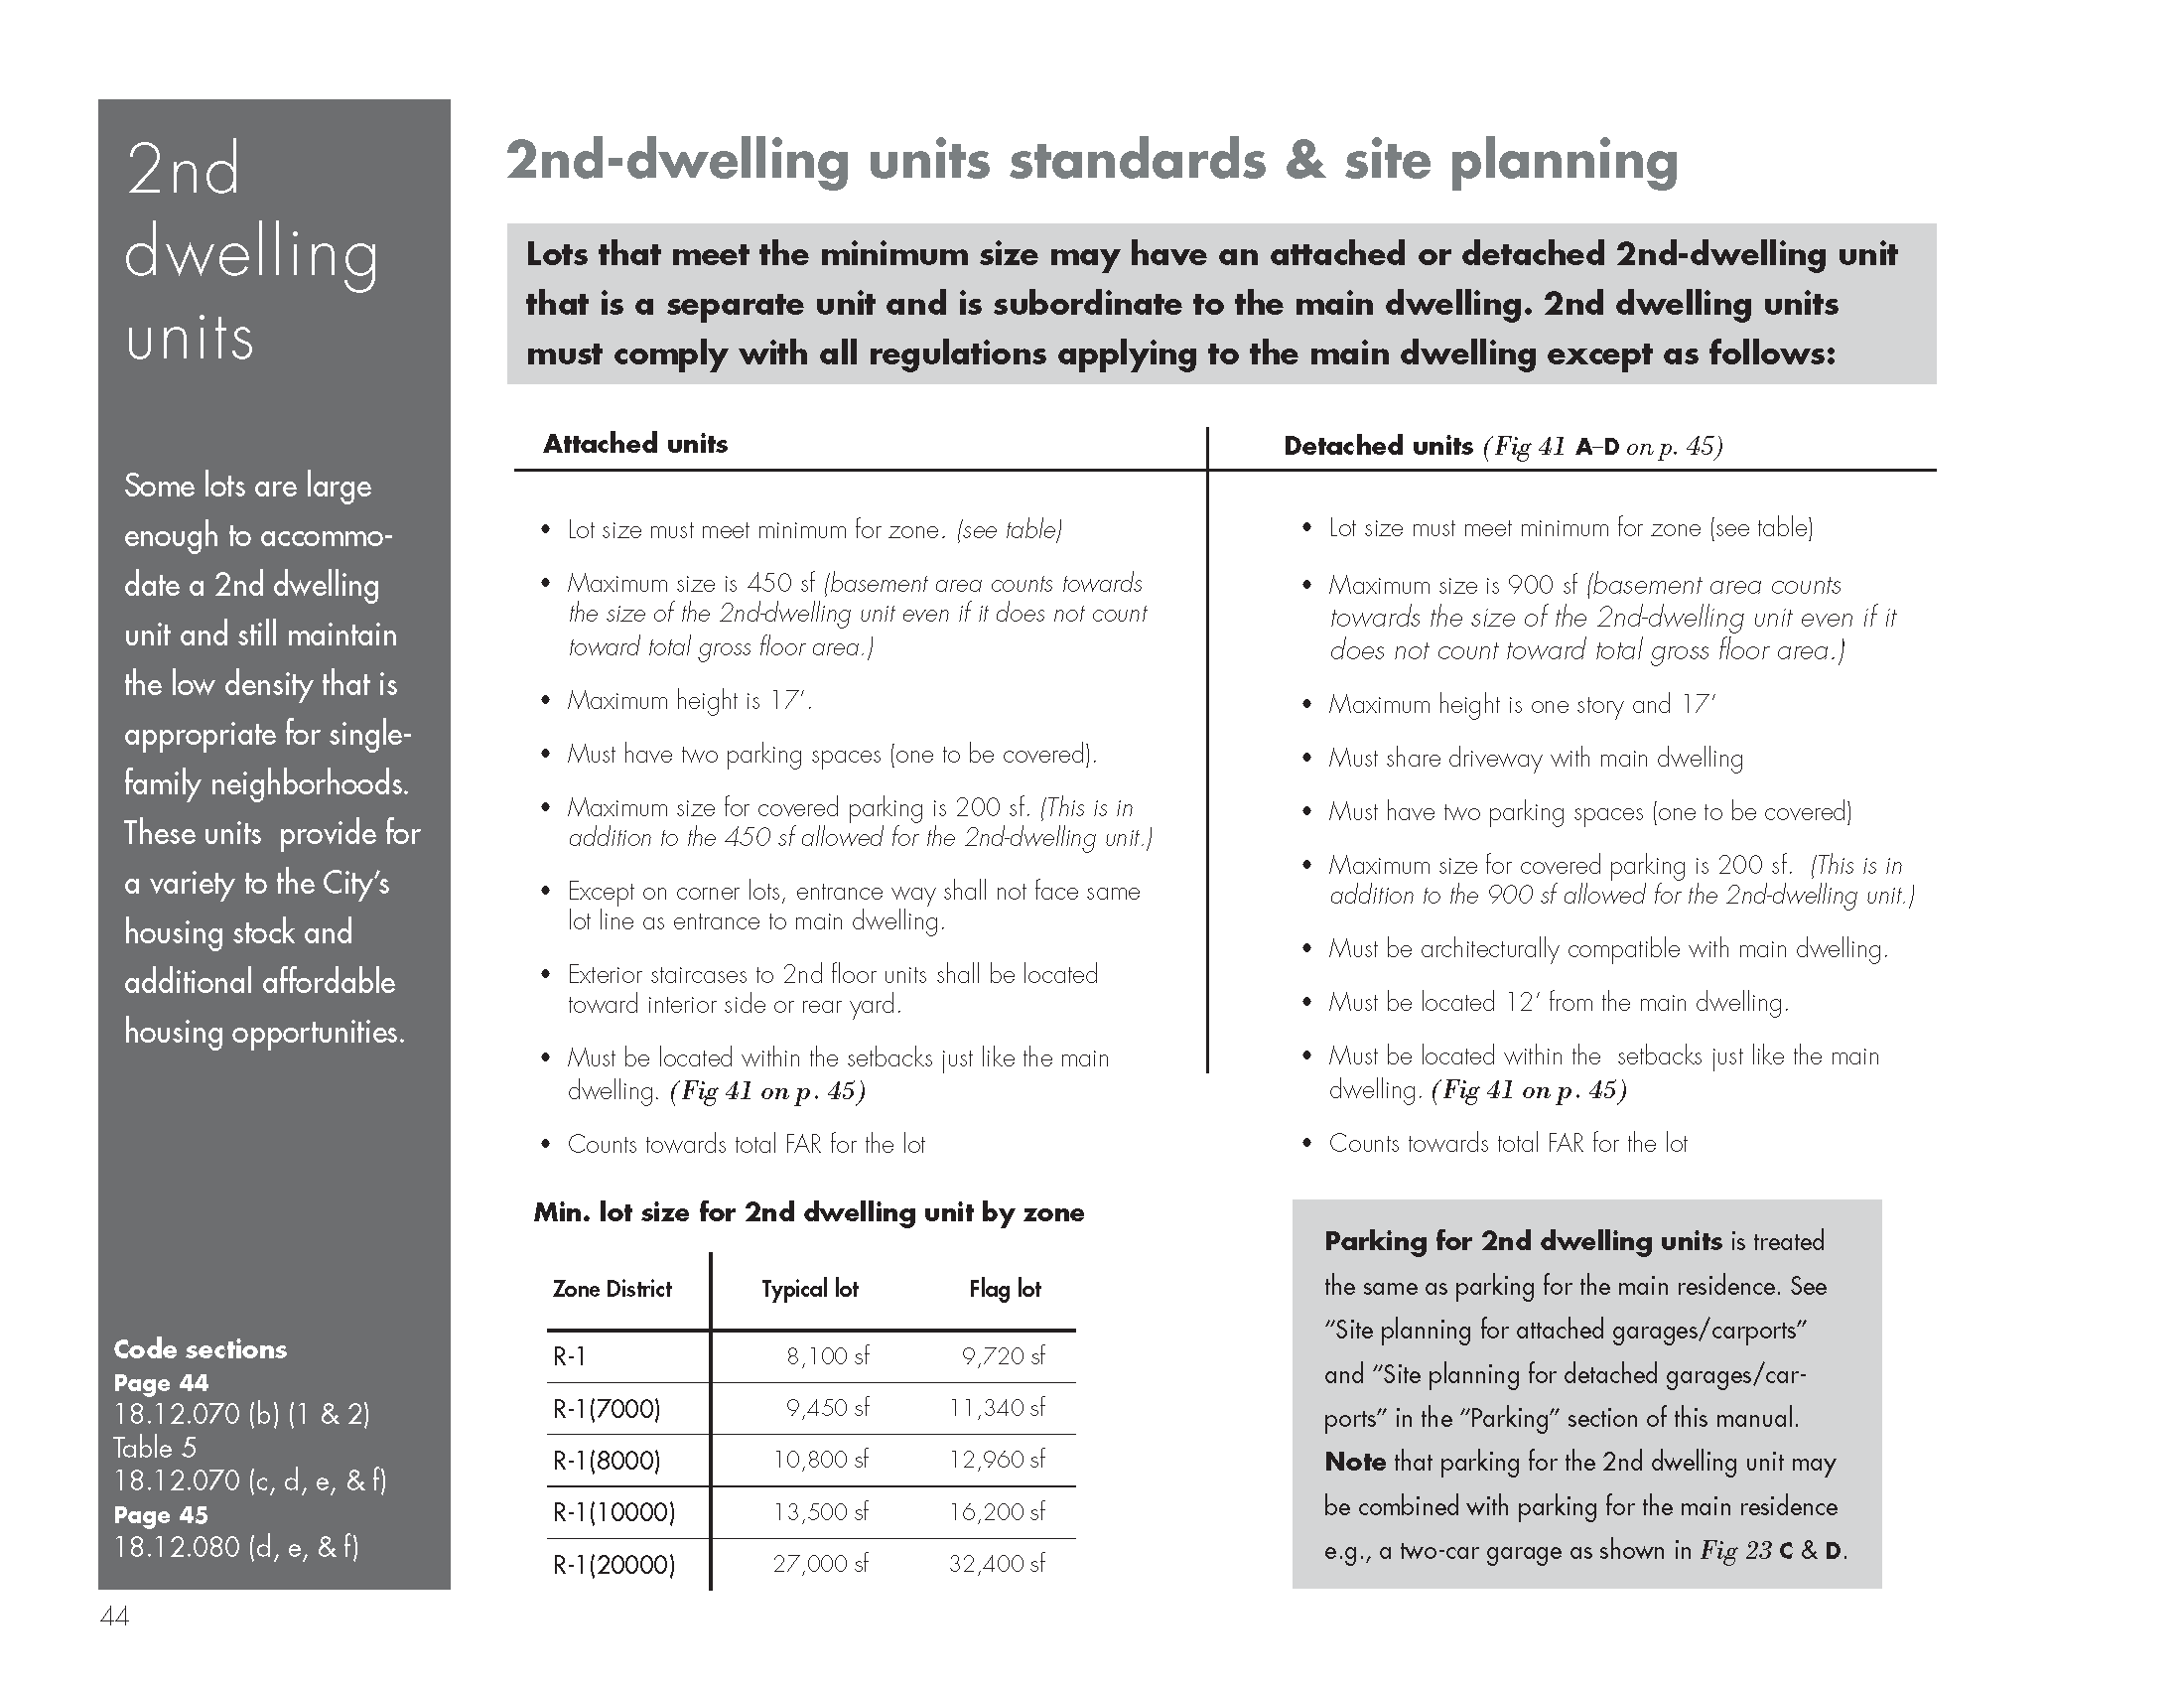 2nd
dwelling
units
Some lots are large
enough to accommo-
date a 2nd dwelling
unit and still maintain
the low density that is
appropriate for single-
family neighborhoods.
These units  provide for
a variety to the City’s
housing stock and
additional affordable
housing opportunities.
Code sections
Page 44
18.12.070 (b) (1 & 2)
Table 5
18.12.070 (c, d, e, & f)
Page 45
18.12.080 (d, e, & f)
44
2nd-dwelling units standards & site planning
Lots that meet the minimum size may have an attached or detached 2nd-dwelling unit
that is a separate unit and is subordinate to the main dwelling. 2nd dwelling units
must comply with all regulations applying to the main dwelling except as follows:
Attached units
• Lot size must meet minimum for zone. (see table)
• Maximum size is 450 sf (basement area counts towards
the size of the 2nd-dwelling unit even if it does not count
toward total gross floor area.)
• Maximum height is 17’.
• Must have two parking spaces (one to be covered).
• Maximum size for covered parking is 200 sf. (This is in
addition to the 450 sf allowed for the 2nd-dwelling unit.)
• Except on corner lots, entrance way shall not face same
lot line as entrance to main dwelling.
• Exterior staircases to 2nd floor units shall be located
toward interior side or rear yard.
• Must be located within the setbacks just like the main
dwelling. (Fig 41 on p. 45)
• Counts towards total FAR for the lot
Detached units (Fig 41 A–D on p. 45)
• Lot size must meet minimum for zone (see table)
• Maximum size is 900 sf (basement area counts
towards the size of the 2nd-dwelling unit even if it
does not count toward total gross floor area.)
• Maximum height is one story and 17’
• Must share driveway with main dwelling
• Must have two parking spaces (one to be covered)
• Maximum size for covered parking is 200 sf.  (This is in
addition to the 900 sf allowed for the 2nd-dwelling unit.)
• Must be architecturally compatible with main dwelling.
• Must be located 12’ from the main dwelling.
• Must be located within the  setbacks just like the main
dwelling. (Fig 41 on p. 45)
• Counts towards total FAR for the lot
Min. lot size for 2nd dwelling unit by zone
Zone District Typical lot Flag lot
R-1 8,100 sf 9,720 sf
R-1(7000) 9,450 sf 11,340 sf
R-1(8000) 10,800 sf 12,960 sf
R-1(10000) 13,500 sf 16,200 sf
R-1(20000) 27,000 sf 32,400 sf
Parking for 2nd dwelling units is treated
the same as parking for the main residence. See
“Site planning for attached garages/carports”
and “Site planning for detached garages/car-
ports” in the “Parking” section of this manual.
Note that parking for the 2nd dwelling unit may
be combined with parking for the main residence
e.g., a two-car garage as shown in Fig 23 C & D.